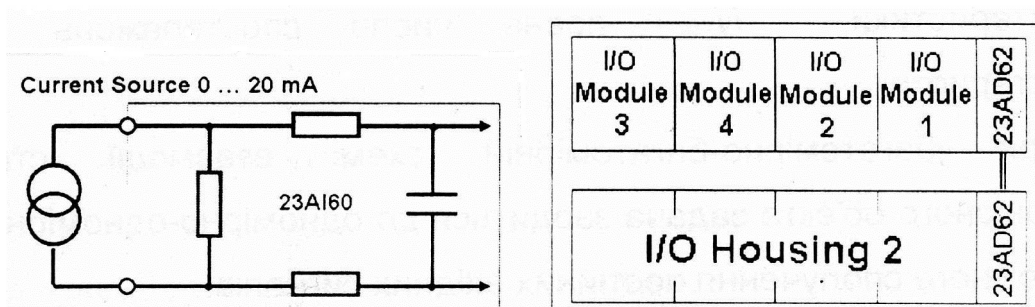 Current Source 0 ... 20 mA
23AI60
I/O Module 3
I/O Module 4
I/O Module 2
I/O Module 1
23AD62
I/O Housing 2
23AD62